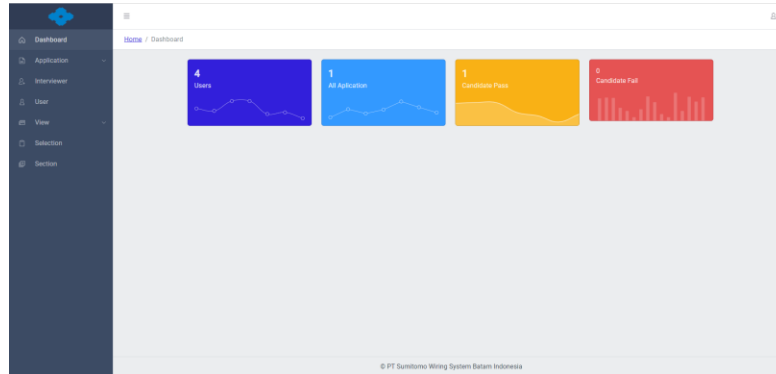 Dashboard
Application
Interviewer
User
View
Selection
Section
Home / Dashboard
4
Users
1
All Aplication
1
Candidate Pass
0
Candidate Fail
© PT Sumitomo Wiring System Batam Indonesia